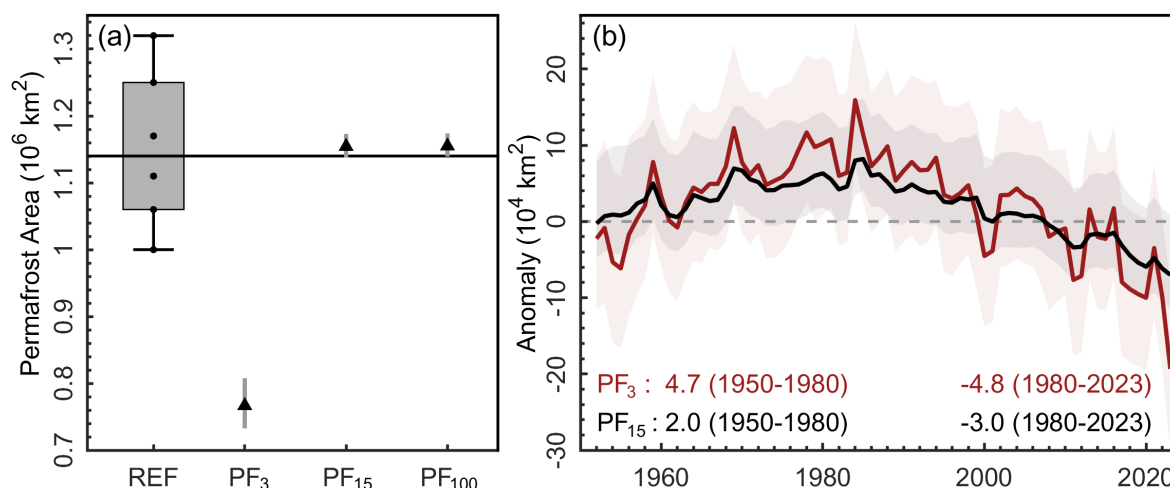 (a)
Permafrost Area (10⁶ km²)
1.3
1.2
1.1
1
0.9
0.8
0.7
REF PF₃ PF₁₅ PF₁₀₀
(b)
Anomaly (10⁴ km²)
20
10
0
-10
-20
-30
PF₃ : 4.7 (1950-1980) -4.8 (1980-2023)
PF₁₅ : 2.0 (1950-1980) -3.0 (1980-2023)
1960 1980 2000 2020